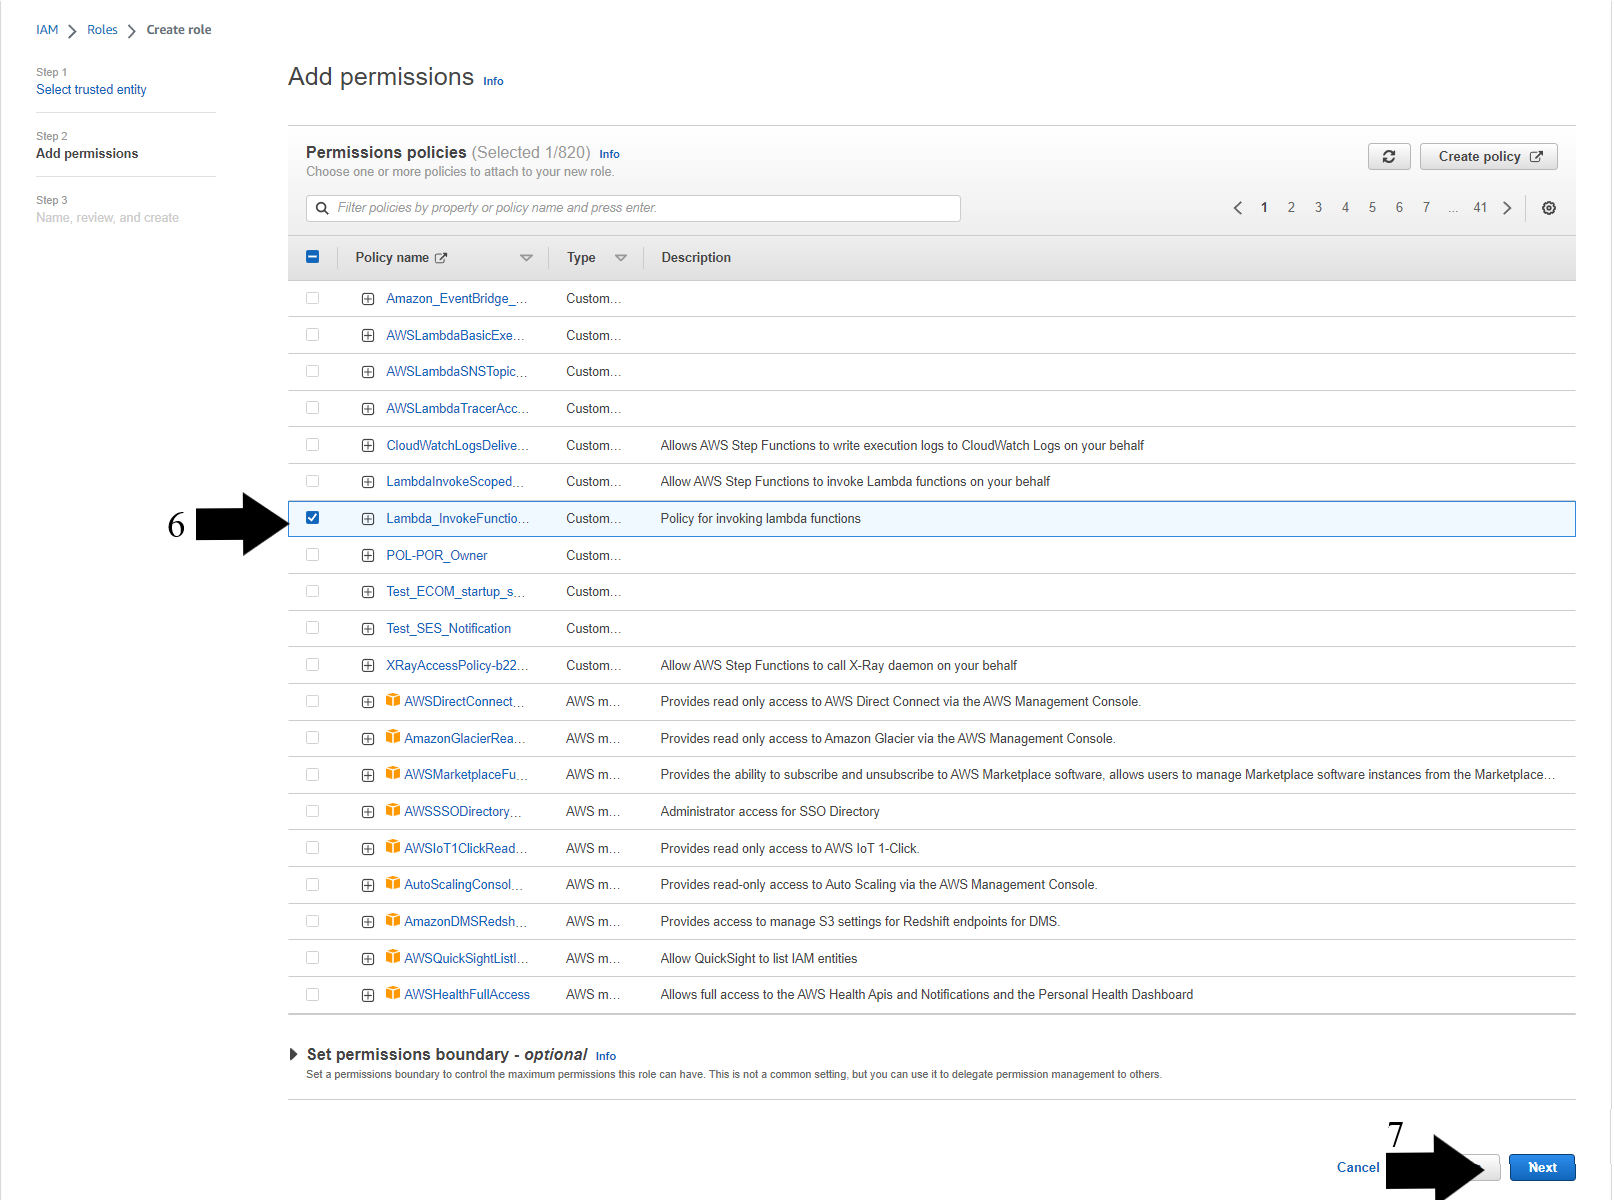 IAM > Roles > Create role
Step 1
Select trusted entity
Step 2
Add permissions
Step 3
Name, review, and create
Add permissions Info
Permissions policies (Selected 1/820) Info
Choose one or more policies to attach to your new role.
Create policy
Filter policies by property or policy name and press enter.
1 2 3 4 5 6 7 ... 41
Policy name Type Description
Amazon_EventBridge_... Custom...
AWSLambdaBasicExe... Custom...
AWSLambdaSNSTopic... Custom...
AWSLambdaTracerAcc... Custom...
CloudWatchLogsDelive... Custom... Allows AWS Step Functions to write execution logs to CloudWatch Logs on your behalf
LambdaInvokeScoped... Custom... Allow AWS Step Functions to invoke Lambda functions on your behalf
6 Lambda_InvokeFunctio... Custom... Policy for invoking lambda functions
POL-POR_Owner Custom...
Test_ECOM_startup_s... Custom...
Test_SES_Notification Custom...
XRayAccessPolicy-b22... Custom... Allow AWS Step Functions to call X-Ray daemon on your behalf
AWSDirectConnect... AWS m... Provides read only access to AWS Direct Connect via the AWS Management Console.
AmazonGlacierRea... AWS m... Provides read only access to Amazon Glacier via the AWS Management Console.
AWSMarketplaceFu... AWS m... Provides the ability to subscribe and unsubscribe to AWS Marketplace software, allows users to manage Marketplace software instances from the Marketplace...
AWSSSODirectory... AWS m... Administrator access for SSO Directory
AWSIoT1ClickRead... AWS m... Provides read only access to AWS IoT 1-Click.
AutoScalingConsol... AWS m... Provides read-only access to Auto Scaling via the AWS Management Console.
AmazonDMSRedsh... AWS m... Provides access to manage S3 settings for Redshift endpoints for DMS.
AWSQuickSightListI... AWS m... Allow QuickSight to list IAM entities
AWSHealthFullAccess AWS m... Allows full access to the AWS Health Apis and Notifications and the Personal Health Dashboard
Set permissions boundary - optional Info
Set a permissions boundary to control the maximum permissions this role can have. This is not a common setting, but you can use it to delegate permission management to others.
7
Cancel Next